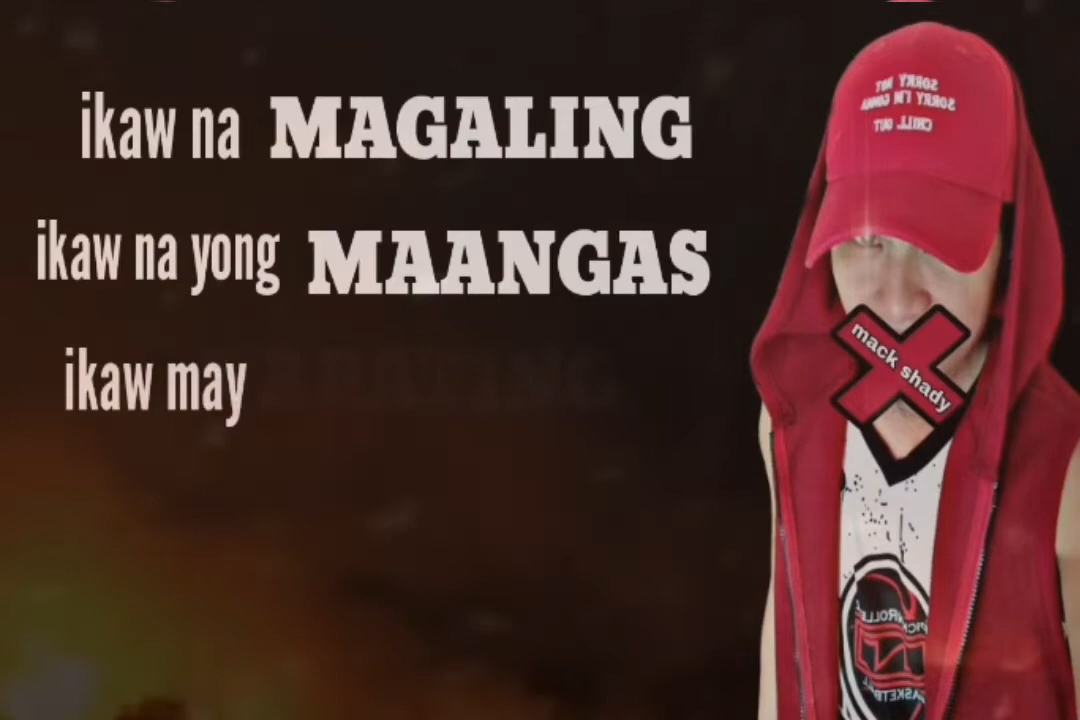 ikaw na MAGALING
ikaw na yong MAANGAS
ikaw may
SORRY NOT
SORRY I'M GONNA
CHILL OUT
mack shady